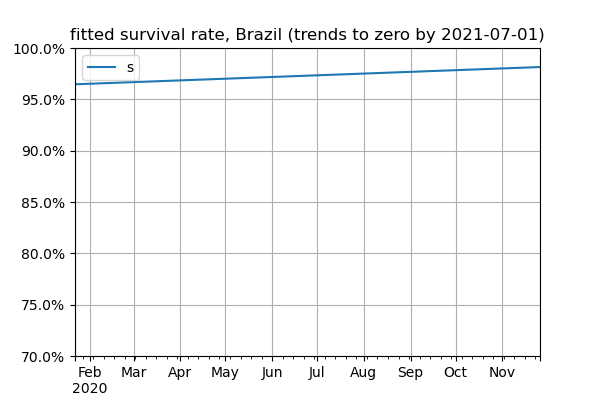 fitted survival rate, Brazil (trends to zero by 2021-07-01)
100.0%
s
95.0%
90.0%
85.0%
80.0%
75.0%
70.0%
Feb Mar Apr May Jun Jul Aug Sep Oct Nov
2020